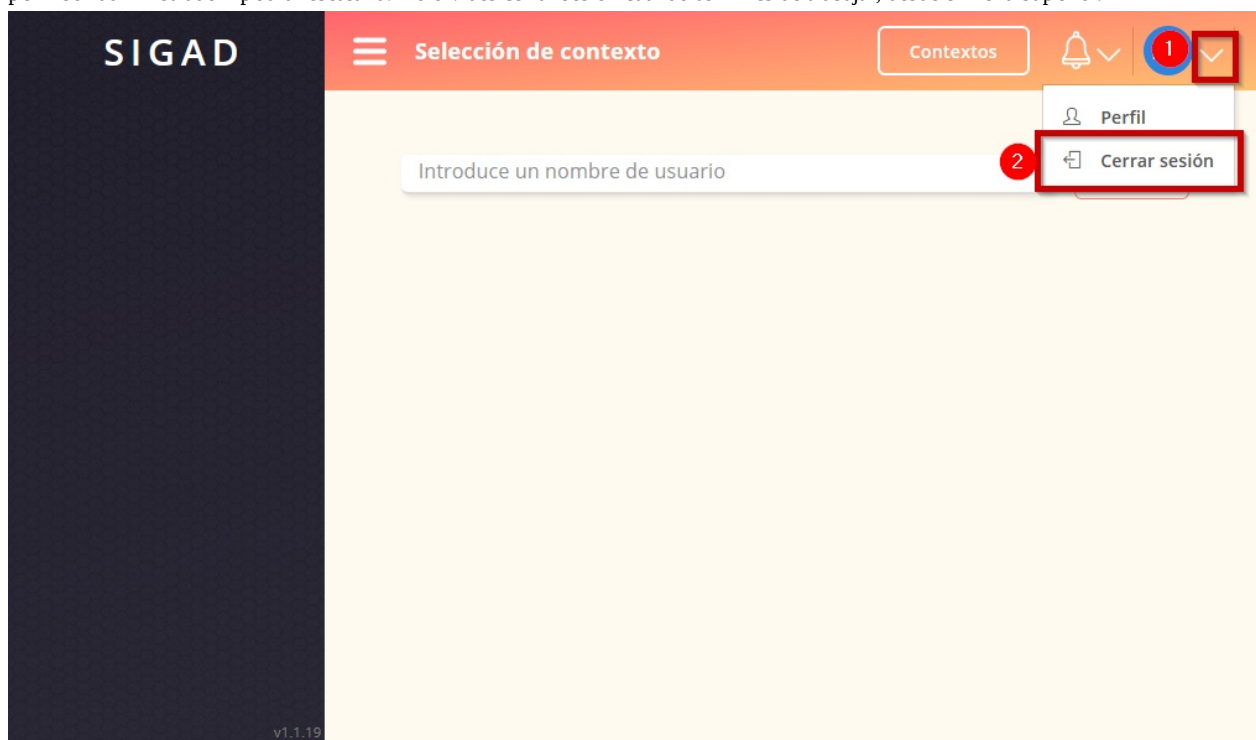 SIGAD
Selección de contexto
Contextos
1
Perfil
2
Cerrar sesión
Introduce un nombre de usuario
v1.1.19